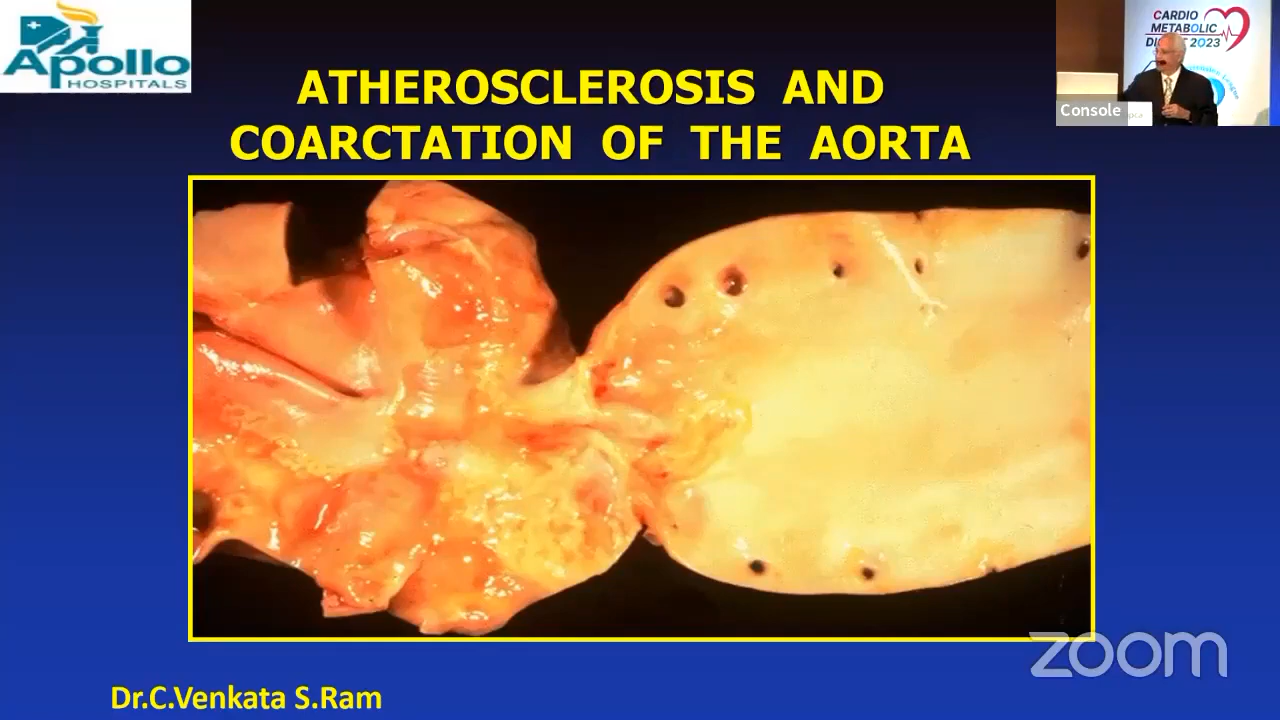 Apollo
HOSPITALS
ATHEROSCLEROSIS AND
COARCTATION OF THE AORTA
CARDIO
METABOLIC
2023
Console
zoom
Dr.C.Venkata S.Ram